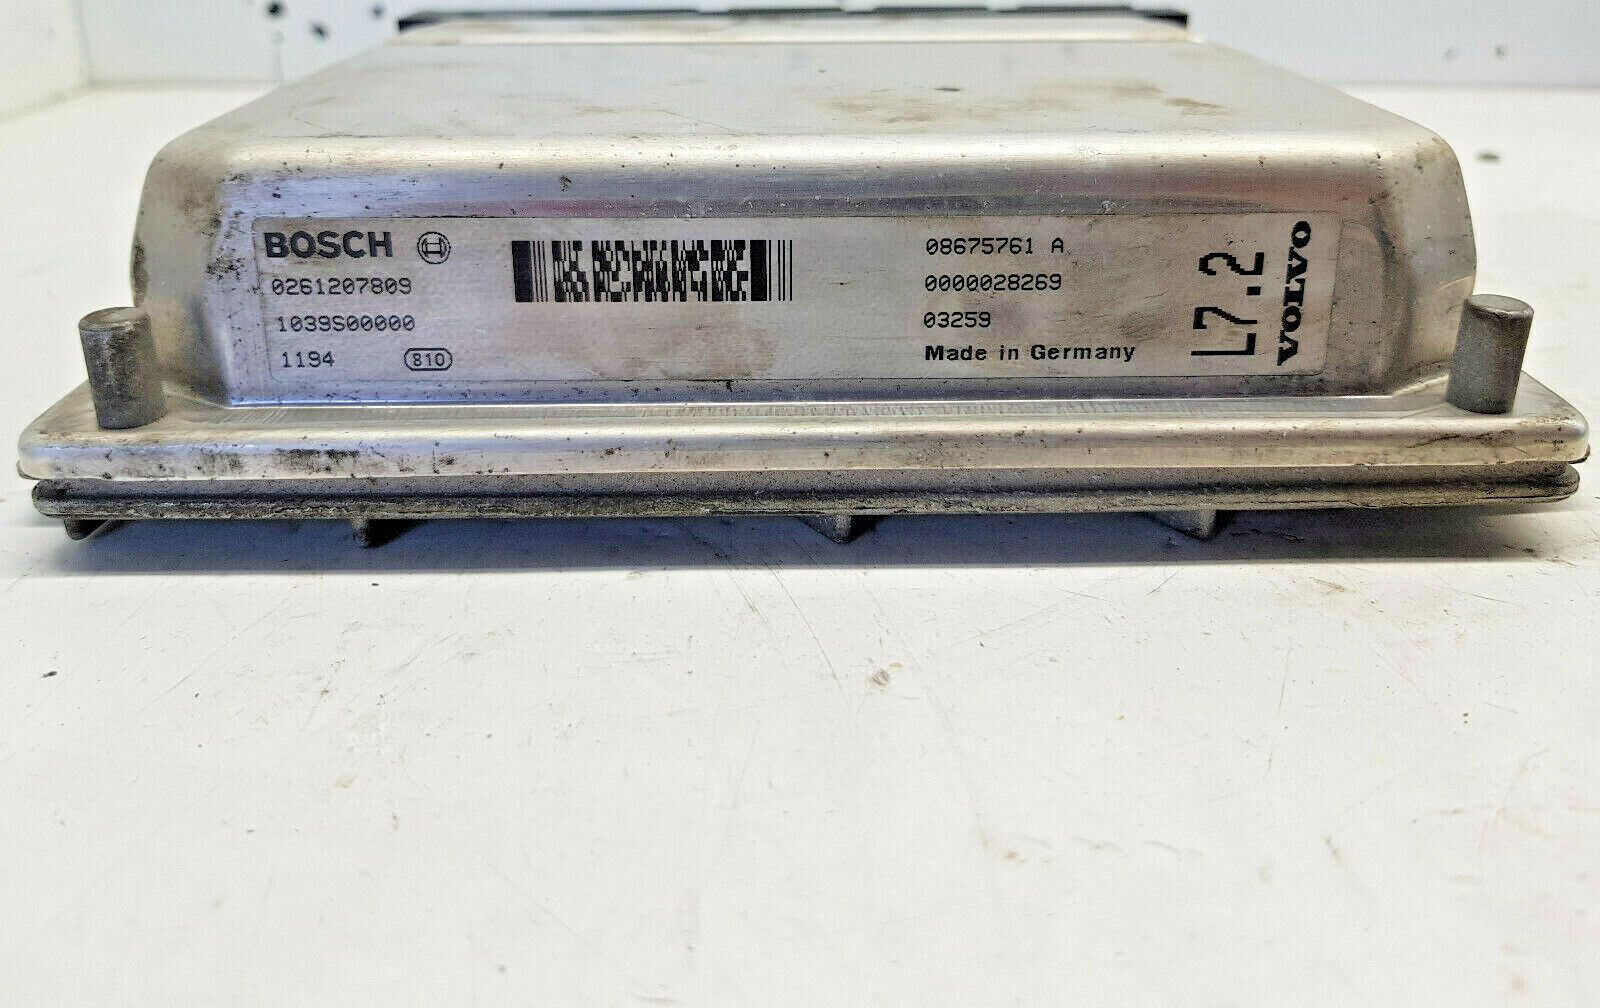 BOSCH
0261207809
1039S00000
1194 810
08675761 A
0000028269
03259
Made in Germany
L7.2
VOLVO